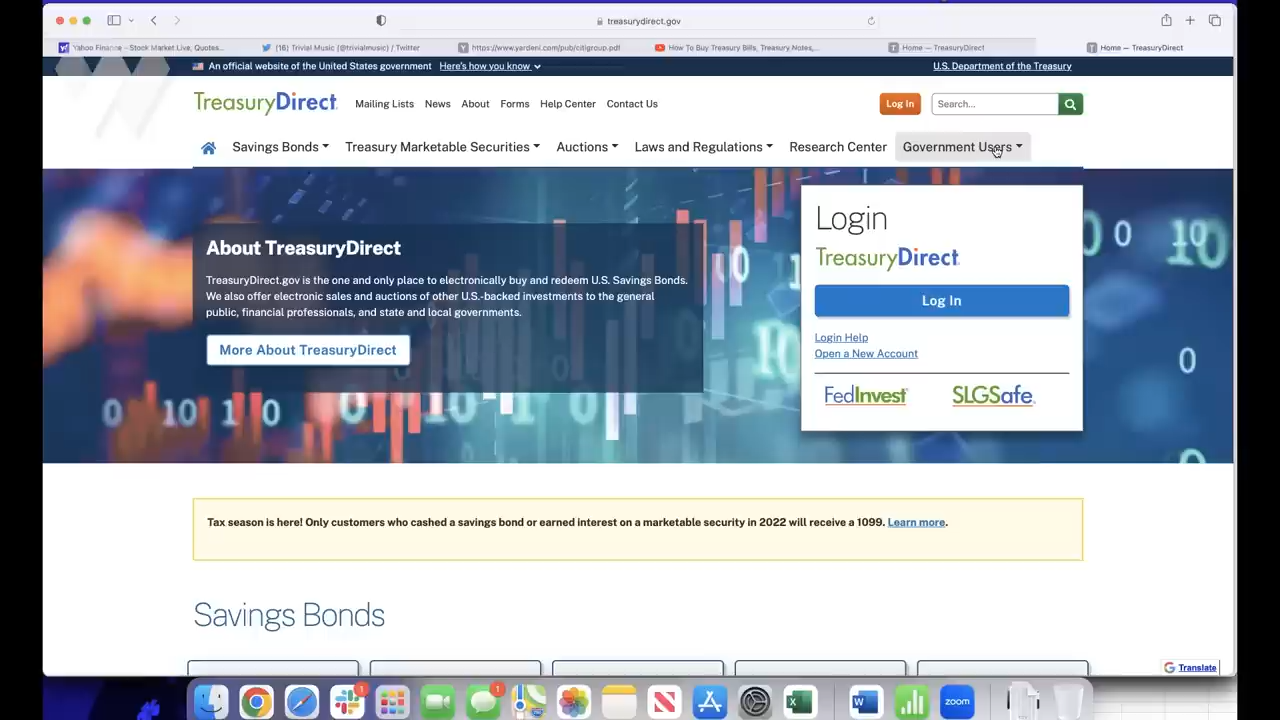 treasurydirect.gov
Yahoo Finance – Stock Market Live, Quotes...
(16) Trivial Music (@trivialmusic) / Twitter
https://www.yardeni.com/pub/citigroup.pdf
How To Buy Treasury Bills, Treasury Notes,...
Home — TreasuryDirect
Home — TreasuryDirect
An official website of the United States government Here's how you know
U.S. Department of the Treasury
TreasuryDirect
Mailing Lists News About Forms Help Center Contact Us
Log In
Search...
Savings Bonds Treasury Marketable Securities Auctions Laws and Regulations Research Center Government Users
About TreasuryDirect
TreasuryDirect.gov is the one and only place to electronically buy and redeem U.S. Savings Bonds.
We also offer electronic sales and auctions of other U.S.-backed investments to the general
public, financial professionals, and state and local governments.
More About TreasuryDirect
Login
TreasuryDirect
Log In
Login Help
Open a New Account
FedInvest SLGSafe
Tax season is here! Only customers who cashed a savings bond or earned interest on a marketable security in 2022 will receive a 1099. Learn more.
Savings Bonds
Translate
1
1
zoom